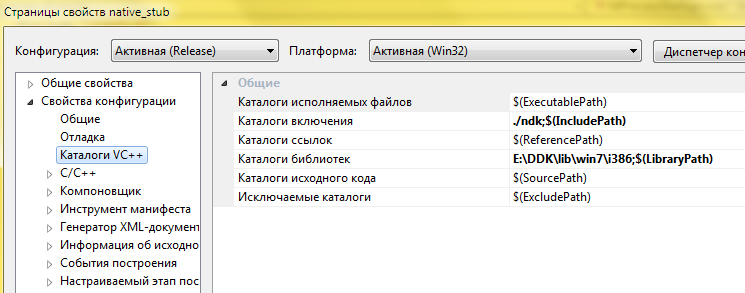 Страницы свойств native_stub
Конфигурация: Активная (Release) Платформа: Активная (Win32) Диспетчер кон
Общие свойства
Свойства конфигурации
Общие
Отладка
Каталоги VC++
C/C++
Компоновщик
Инструмент манифеста
Генератор XML-документ
Информация об исходно
События построения
Настраиваемый этап пос
Общие
Каталоги исполняемых файлов $(ExecutablePath)
Каталоги включения ./ndk;$(IncludePath)
Каталоги ссылок $(ReferencePath)
Каталоги библиотек E:\DDK\lib\win7\i386;$(LibraryPath)
Каталоги исходного кода $(SourcePath)
Исключаемые каталоги $(ExcludePath)